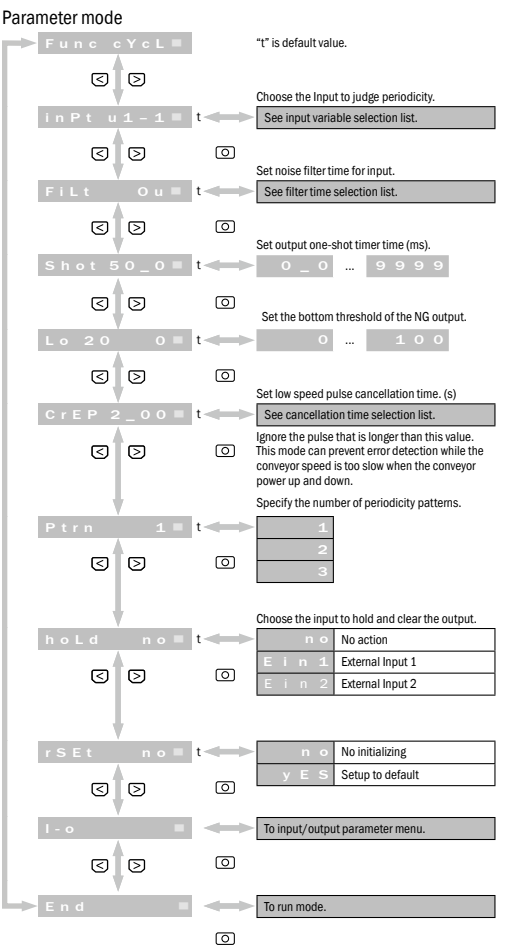 Parameter mode
Func cYcL
"t" is default value.
Choose the Input to judge periodicity.
inPt u1-1 t
See input variable selection list.
Set noise filter time for input.
FiLt 0u t
See filter time selection list.
Set output one-shot timer time (ms).
Shot 50_0 t
0_0 ... 9999
Set the bottom threshold of the NG output.
Lo 20 0 t
0 ... 100
Set low speed pulse cancellation time. (s)
CrEP 2_00 t
See cancellation time selection list.
Ignore the pulse that is longer than this value.
This mode can prevent error detection while the
conveyor speed is too slow when the conveyor
power up and down.
Specify the number of periodicity patterns.
Ptrn 1 t
1
2
3
Choose the input to hold and clear the output.
hoLd no t
no No action
Ein1 External Input 1
Ein2 External Input 2
rSEt no t
no No initializing
yES Setup to default
I-o
To input/output parameter menu.
End
To run mode.